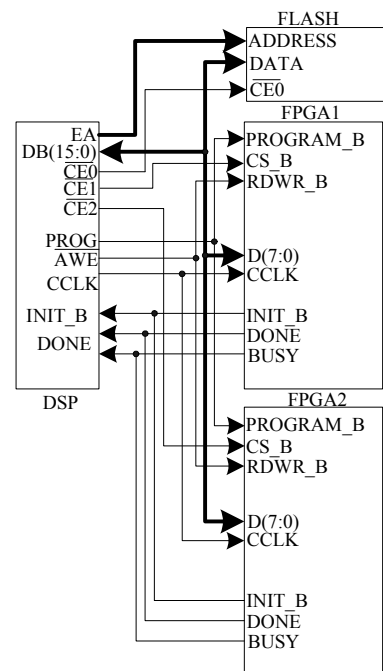 FLASH
ADDRESS
DATA
CE0
FPGA1
PROGRAM_B
CS_B
RDWR_B
D(7:0)
CCLK
INIT_B
DONE
BUSY
EA
DB(15:0)
CE0
CE1
CE2
PROG
AWE
CCLK
INIT_B
DONE
DSP
FPGA2
PROGRAM_B
CS_B
RDWR_B
D(7:0)
CCLK
INIT_B
DONE
BUSY